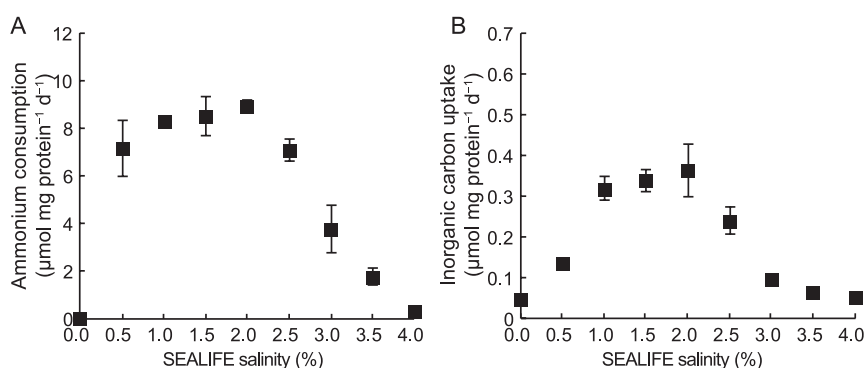 A
Ammonium consumption
(µmol mg protein⁻¹ d⁻¹)
12
10
8
6
4
2
0
0.0 0.5 1.0 1.5 2.0 2.5 3.0 3.5 4.0
SEALIFE salinity (%)
B
Inorganic carbon uptake
(µmol mg protein⁻¹ d⁻¹)
0.7
0.6
0.5
0.4
0.3
0.2
0.1
0
0.0 0.5 1.0 1.5 2.0 2.5 3.0 3.5 4.0
SEALIFE salinity (%)